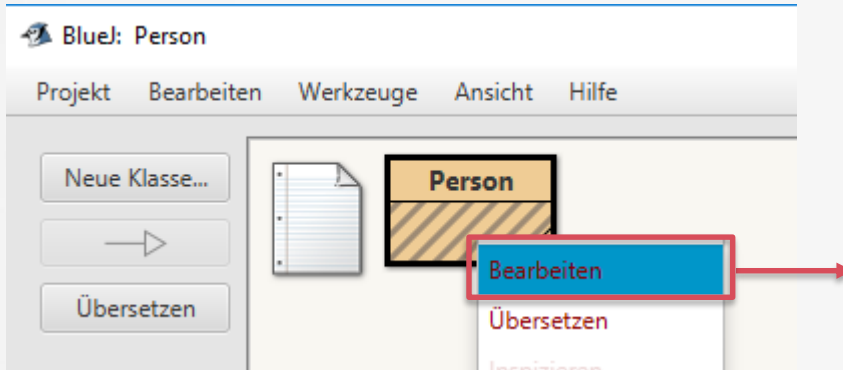 BlueJ: Person
Projekt Bearbeiten Werkzeuge Ansicht Hilfe
Neue Klasse...
Person
Bearbeiten
Übersetzen
Übersetzen